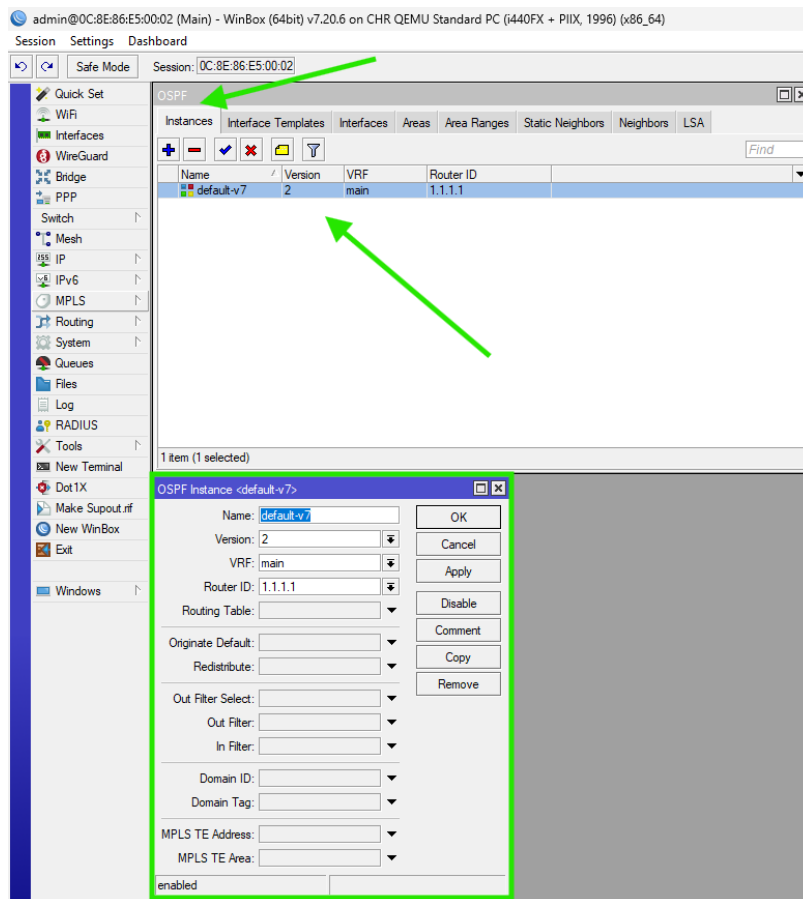 admin@0C:8E:86:E5:00:02 (Main) - WinBox (64bit) v7.20.6 on CHR QEMU Standard PC (i440FX + PIIX, 1996) (x86_64)
Session Settings Dashboard
Safe Mode Session: 0C:8E:86:E5:00:02
Quick Set
WiFi
Interfaces
WireGuard
Bridge
PPP
Switch
Mesh
IP
IPv6
MPLS
Routing
System
Queues
Files
Log
RADIUS
Tools
New Terminal
Dot1X
Make Supout.rif
New WinBox
Exit
Windows
OSPF
Instances Interface Templates Interfaces Areas Area Ranges Static Neighbors Neighbors LSA
Find
Name Version VRF Router ID
default-v7 2 main 1.1.1.1
1 item (1 selected)
OSPF Instance <default-v7>
Name: default-v7
Version: 2
VRF: main
Router ID: 1.1.1.1
Routing Table:
Originate Default:
Redistribute:
Out Filter Select:
Out Filter:
In Filter:
Domain ID:
Domain Tag:
MPLS TE Address:
MPLS TE Area:
enabled
OK
Cancel
Apply
Disable
Comment
Copy
Remove